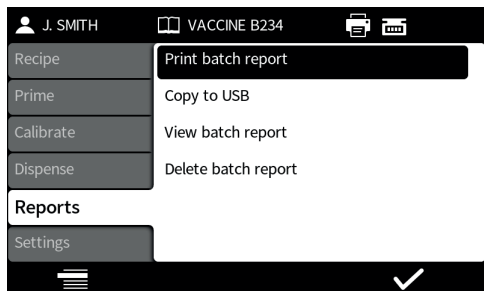 J. SMITH
VACCINE B234
Recipe
Prime
Calibrate
Dispense
Reports
Settings
Print batch report
Copy to USB
View batch report
Delete batch report